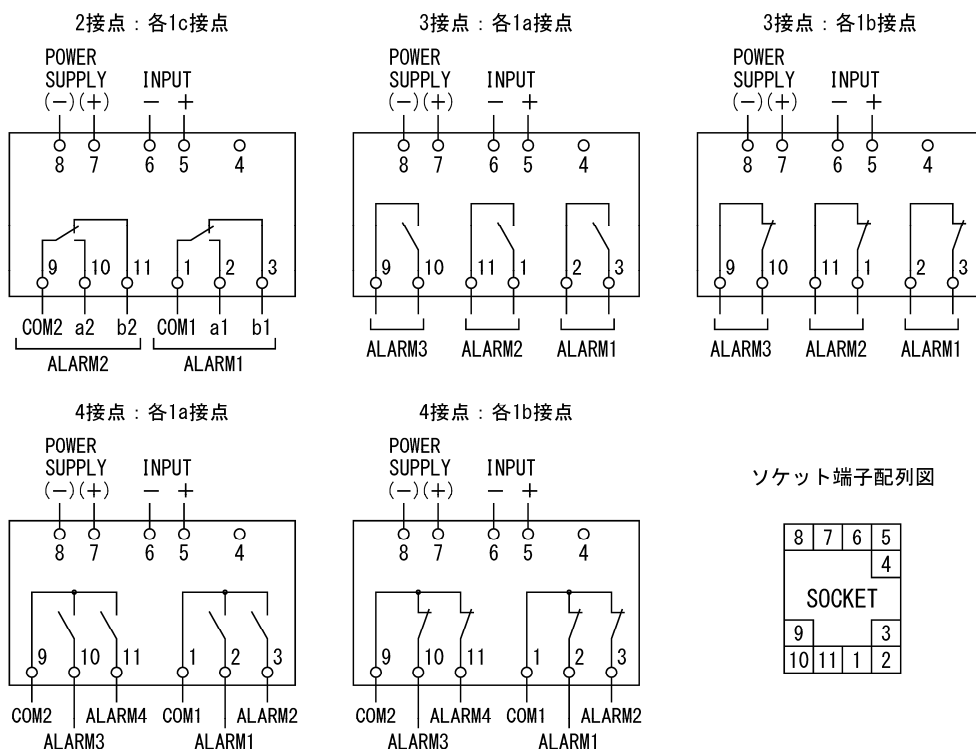 2接点：各1c接点
POWER
SUPPLY INPUT
(−)(+) − +
8 7 6 5 4
9 10 11 1 2 3
COM2 a2 b2 COM1 a1 b1
ALARM2 ALARM1
3接点：各1a接点
POWER
SUPPLY INPUT
(−)(+) − +
8 7 6 5 4
9 10 11 1 2 3
ALARM3 ALARM2 ALARM1
3接点：各1b接点
POWER
SUPPLY INPUT
(−)(+) − +
8 7 6 5 4
9 10 11 1 2 3
ALARM3 ALARM2 ALARM1
4接点：各1a接点
POWER
SUPPLY INPUT
(−)(+) − +
8 7 6 5 4
9 10 11 1 2 3
COM2 ALARM4 COM1 ALARM2
ALARM3 ALARM1
4接点：各1b接点
POWER
SUPPLY INPUT
(−)(+) − +
8 7 6 5 4
9 10 11 1 2 3
COM2 ALARM4 COM1 ALARM2
ALARM3 ALARM1
ソケット端子配列図
8 7 6 5
4
SOCKET
9 3
10 11 1 2